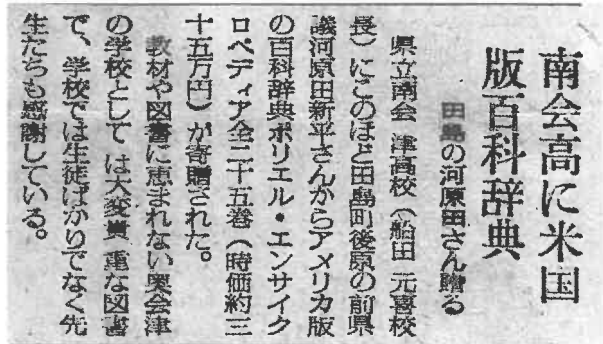 南会高に米国
版百科辞典
田島の河原田さん贈る
県立南会 津高校（船田 元喜校
長）にこのほど田島町後原の前県
議河原田新平さんからアメリカ版
の百科辞典ポリエル・エンサイク
ロペディア全二十五巻（時価約三
十五万円）が寄贈された。
教材や図書に恵まれない奥会津
の学校として は大変貴 重な図書
で、学校では生徒ばかりでなく先
生たちも感謝している。